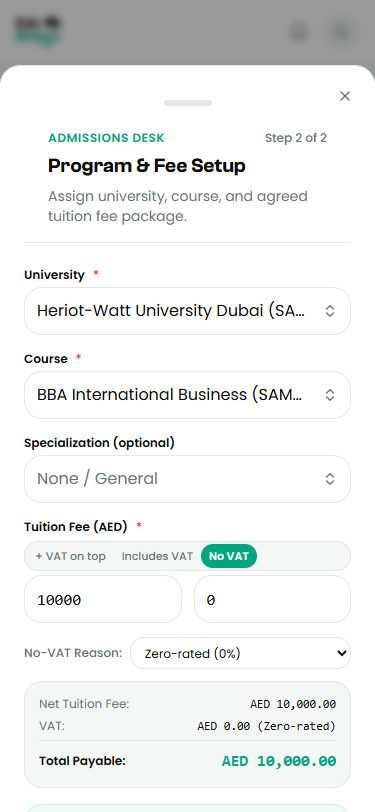 ADMISSIONS DESK
Step 2 of 2
Program & Fee Setup
Assign university, course, and agreed
tuition fee package.
University *
Heriot-Watt University Dubai (SA...
Course *
BBA International Business (SAM...
Specialization (optional)
None / General
Tuition Fee (AED) *
+ VAT on top Includes VAT No VAT
10000 0
No-VAT Reason: Zero-rated (0%)
Net Tuition Fee: AED 10,000.00
VAT: AED 0.00 (Zero-rated)
Total Payable: AED 10,000.00